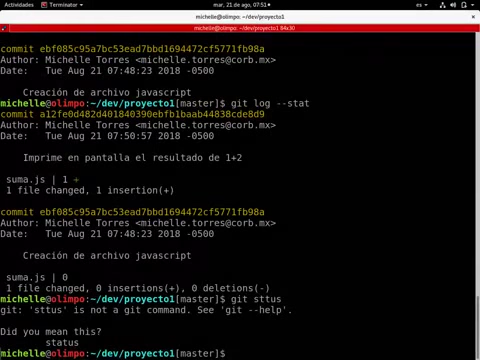 Actividades Terminator mar, 21 de ago, 07:51 es
michelle@olimpo: ~/dev/proyecto1
michelle@olimpo: ~/dev/proyecto1 84x30
commit ebf085c95a7bc53ead7bbd1694472cf5771fb98a
Author: Michelle Torres <michelle.torres@corb.mx>
Date: Tue Aug 21 07:48:23 2018 -0500
Creación de archivo javascript
michelle@olimpo:~/dev/proyecto1[master]$ git log --stat
commit a12fe0d482d401840390ebfb1baab44838cde8d9
Author: Michelle Torres <michelle.torres@corb.mx>
Date: Tue Aug 21 07:50:57 2018 -0500
Imprime en pantalla el resultado de 1+2
suma.js | 1 +
1 file changed, 1 insertion(+)
commit ebf085c95a7bc53ead7bbd1694472cf5771fb98a
Author: Michelle Torres <michelle.torres@corb.mx>
Date: Tue Aug 21 07:48:23 2018 -0500
Creación de archivo javascript
suma.js | 0
1 file changed, 0 insertions(+), 0 deletions(-)
michelle@olimpo:~/dev/proyecto1[master]$ git sttus
git: 'sttus' is not a git command. See 'git --help'.
Did you mean this?
status
michelle@olimpo:~/dev/proyecto1[master]$